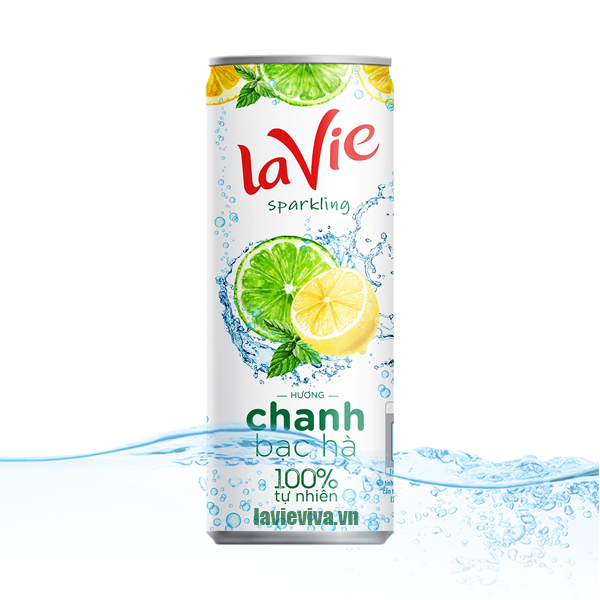 laVie
sparkling
HƯƠNG
chanh
bạc hà
100%
tự nhiên
lavieviva.vn